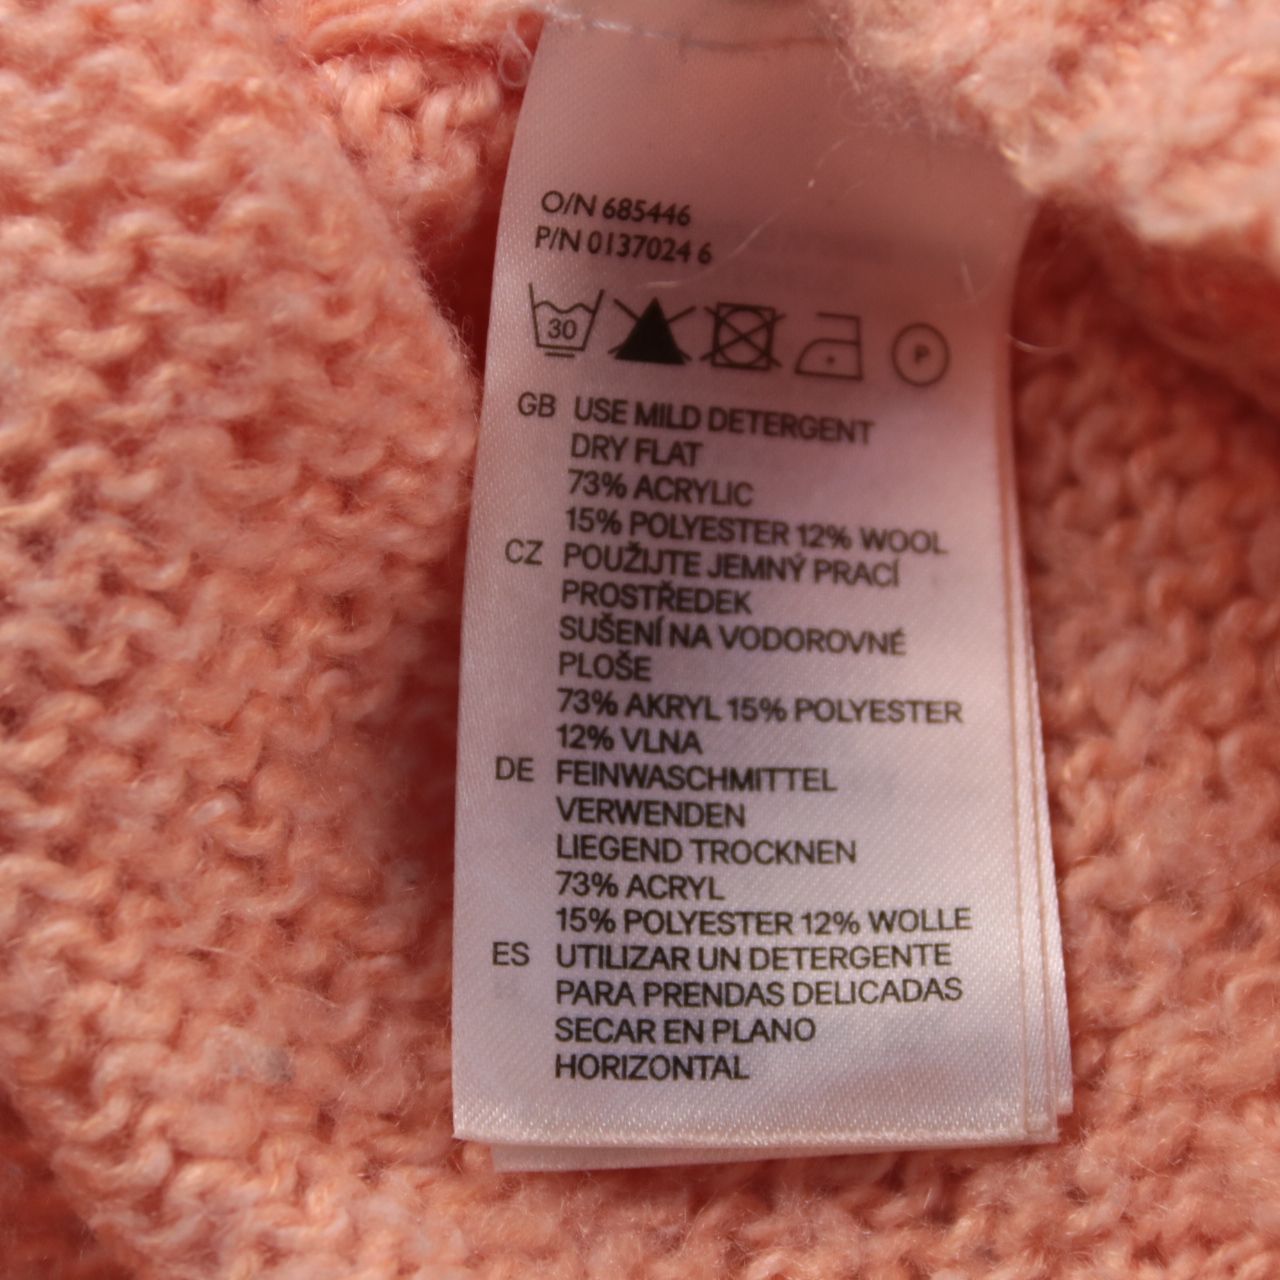 O/N 685446
P/N 0137024 6
30 P
GB USE MILD DETERGENT
DRY FLAT
73% ACRYLIC
15% POLYESTER 12% WOOL
CZ POUŽIJTE JEMNÝ PRACÍ
PROSTŘEDEK
SUŠENÍ NA VODOROVNÉ
PLOŠE
73% AKRYL 15% POLYESTER
12% VLNA
DE FEINWASCHMITTEL
VERWENDEN
LIEGEND TROCKNEN
73% ACRYL
15% POLYESTER 12% WOLLE
ES UTILIZAR UN DETERGENTE
PARA PRENDAS DELICADAS
SECAR EN PLANO
HORIZONTAL